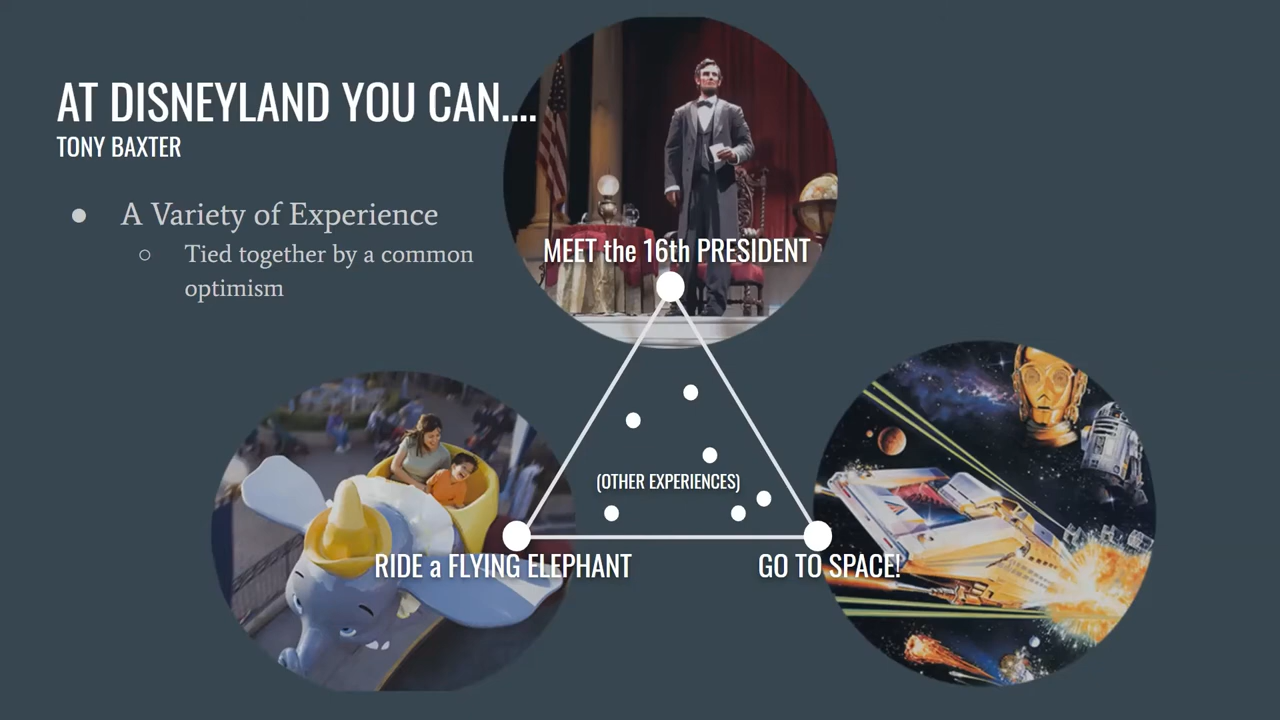 AT DISNEYLAND YOU CAN....
TONY BAXTER
● A Variety of Experience
○ Tied together by a common
optimism
MEET the 16th PRESIDENT
(OTHER EXPERIENCES)
RIDE a FLYING ELEPHANT
GO TO SPACE!